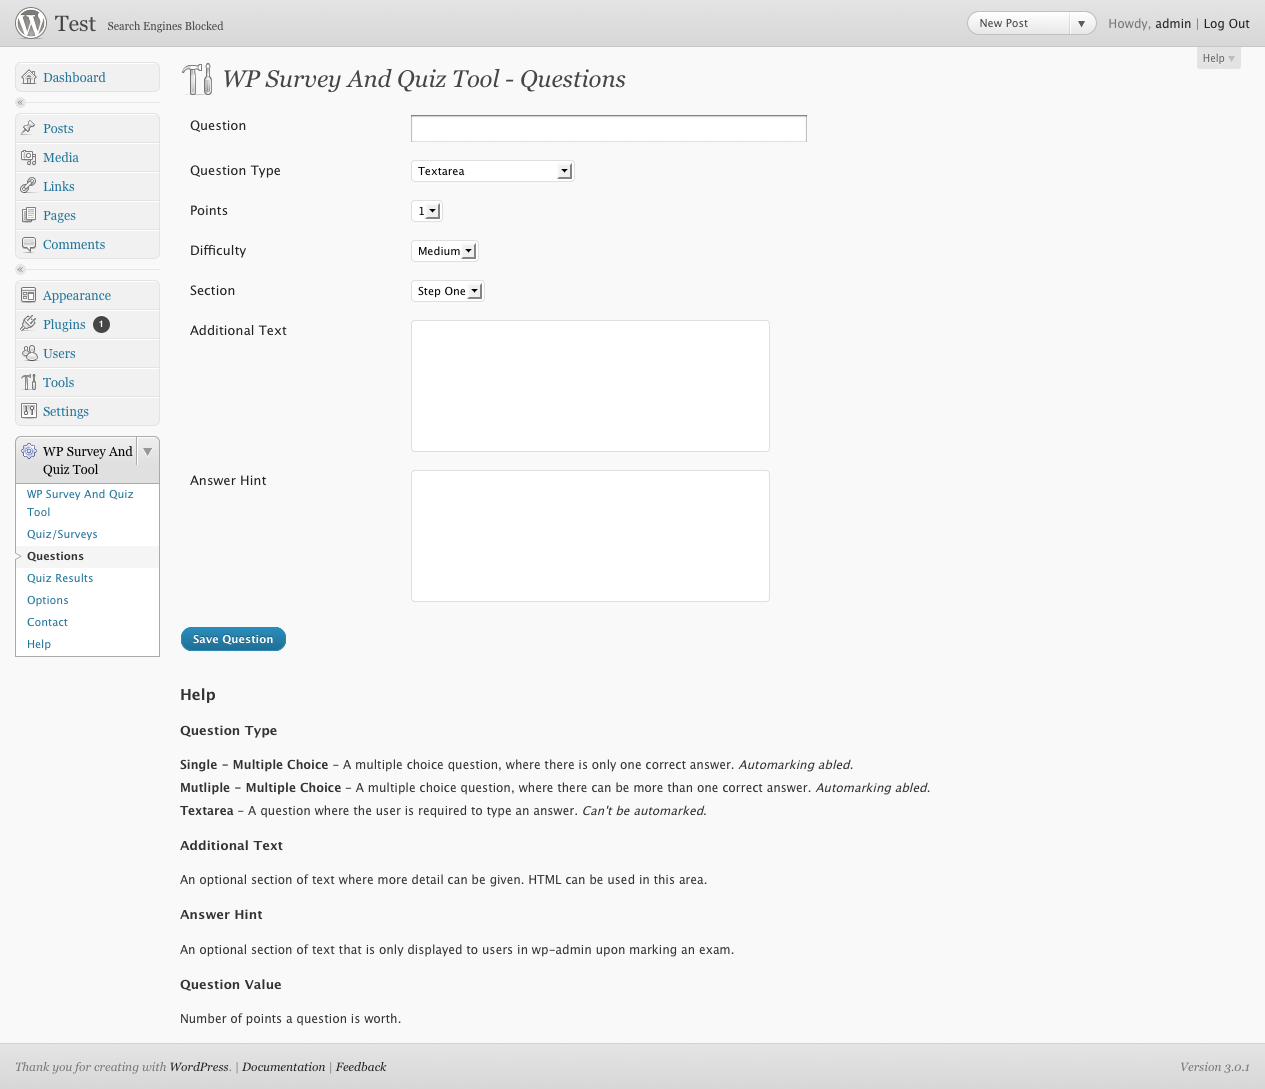 Test Search Engines Blocked
New Post
Howdy, admin | Log Out
Help
Dashboard
Posts
Media
Links
Pages
Comments
Appearance
Plugins 1
Users
Tools
Settings
WP Survey And
Quiz Tool
WP Survey And Quiz
Tool
Quiz/Surveys
Questions
Quiz Results
Options
Contact
Help
WP Survey And Quiz Tool - Questions
Question
Question Type Textarea
Points 1
Difficulty Medium
Section Step One
Additional Text
Answer Hint
Save Question
Help
Question Type
Single – Multiple Choice – A multiple choice question, where there is only one correct answer. Automarking abled.
Mutliple – Multiple Choice – A multiple choice question, where there can be more than one correct answer. Automarking abled.
Textarea – A question where the user is required to type an answer. Can't be automarked.
Additional Text
An optional section of text where more detail can be given. HTML can be used in this area.
Answer Hint
An optional section of text that is only displayed to users in wp-admin upon marking an exam.
Question Value
Number of points a question is worth.
Thank you for creating with WordPress. | Documentation | Feedback
Version 3.0.1